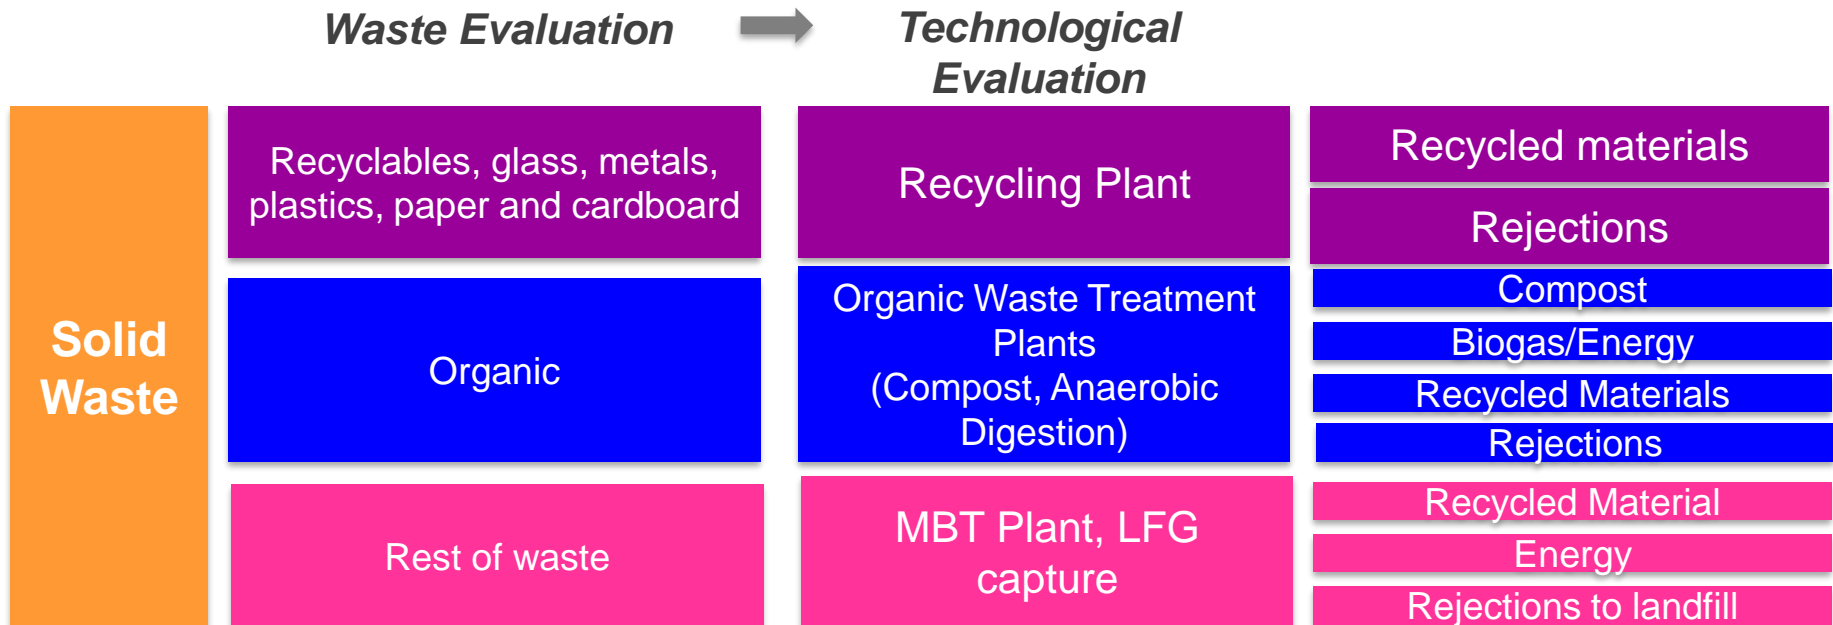 Waste Evaluation
Technological
Evaluation
Solid
Waste
Recyclables, glass, metals,
plastics, paper and cardboard
Recycling Plant
Recycled materials
Rejections
Organic
Organic Waste Treatment
Plants
(Compost, Anaerobic
Digestion)
Compost
Biogas/Energy
Recycled Materials
Rejections
Rest of waste
MBT Plant, LFG
capture
Recycled Material
Energy
Rejections to landfill